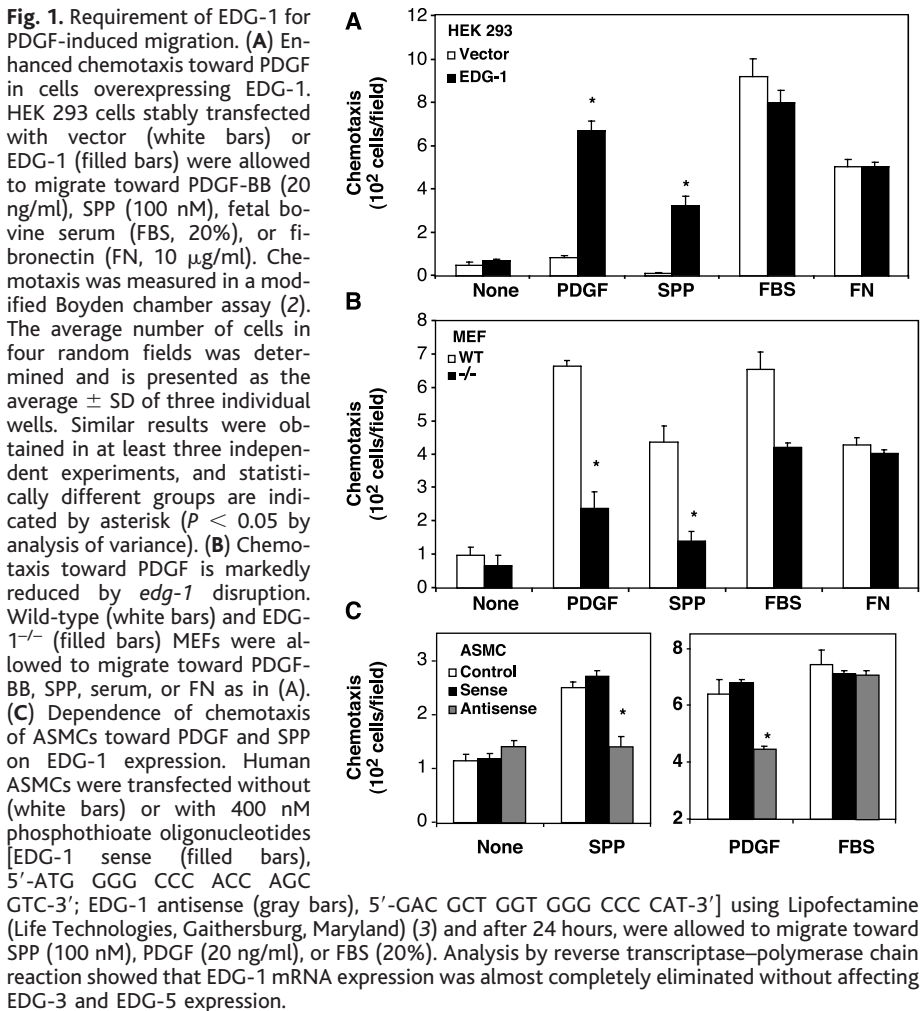 Fig. 1. Requirement of EDG-1 for
PDGF-induced migration. (A) En-
hanced chemotaxis toward PDGF
in cells overexpressing EDG-1.
HEK 293 cells stably transfected
with vector (white bars) or
EDG-1 (filled bars) were allowed
to migrate toward PDGF-BB (20
ng/ml), SPP (100 nM), fetal bo-
vine serum (FBS, 20%), or fi-
bronectin (FN, 10 μg/ml). Che-
motaxis was measured in a mod-
ified Boyden chamber assay (2).
The average number of cells in
four random fields was deter-
mined and is presented as the
average ± SD of three individual
wells. Similar results were ob-
tained in at least three indepen-
dent experiments, and statisti-
cally different groups are indi-
cated by asterisk (P < 0.05 by
analysis of variance). (B) Chemo-
taxis toward PDGF is markedly
reduced by edg-1 disruption.
Wild-type (white bars) and EDG-
1–/– (filled bars) MEFs were al-
lowed to migrate toward PDGF-
BB, SPP, serum, or FN as in (A).
(C) Dependence of chemotaxis
of ASMCs toward PDGF and SPP
on EDG-1 expression. Human
ASMCs were transfected without
(white bars) or with 400 nM
phosphothioate oligonucleotides
[EDG-1 sense (filled bars),
5′-ATG GGG CCC ACC AGC
GTC-3′; EDG-1 antisense (gray bars), 5′-GAC GCT GGT GGG CCC CAT-3′] using Lipofectamine
(Life Technologies, Gaithersburg, Maryland) (3) and after 24 hours, were allowed to migrate toward
SPP (100 nM), PDGF (20 ng/ml), or FBS (20%). Analysis by reverse transcriptase–polymerase chain
reaction showed that EDG-1 mRNA expression was almost completely eliminated without affecting
EDG-3 and EDG-5 expression.
A
HEK 293
Vector
EDG-1
Chemotaxis
(10² cells/field)
12
10
8
6
4
2
0
*
*
None PDGF SPP FBS FN
B
MEF
WT
-/-
Chemotaxis
(10² cells/field)
8
7
6
5
4
3
2
1
0
*
*
None PDGF SPP FBS FN
C
ASMC
Control
Sense
Antisense
Chemotaxis
(10² cells/field)
3
2
1
0
*
None SPP
8
6
4
2
*
PDGF FBS